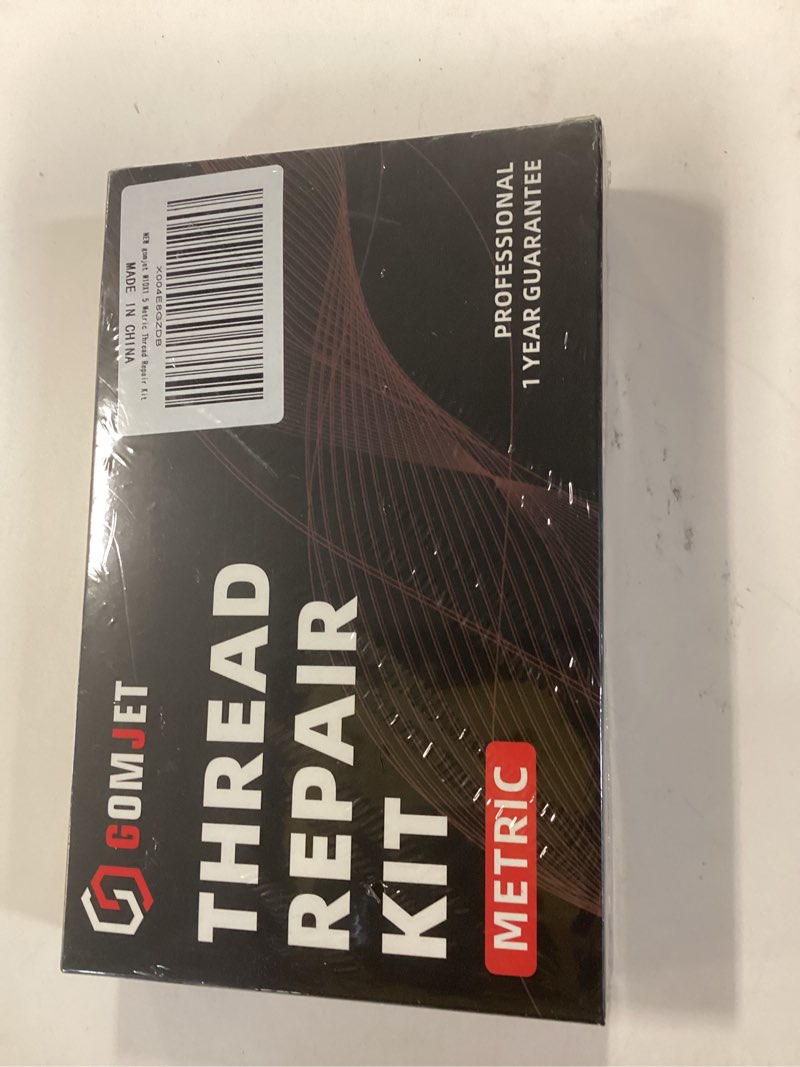 GOMJET
THREAD
REPAIR
KIT
METRIC
X004E8GZDB
NEW gomjet M10X1.5 Metric Thread Repair Kit
MADE IN CHINA
PROFESSIONAL
1 YEAR GUARANTEE